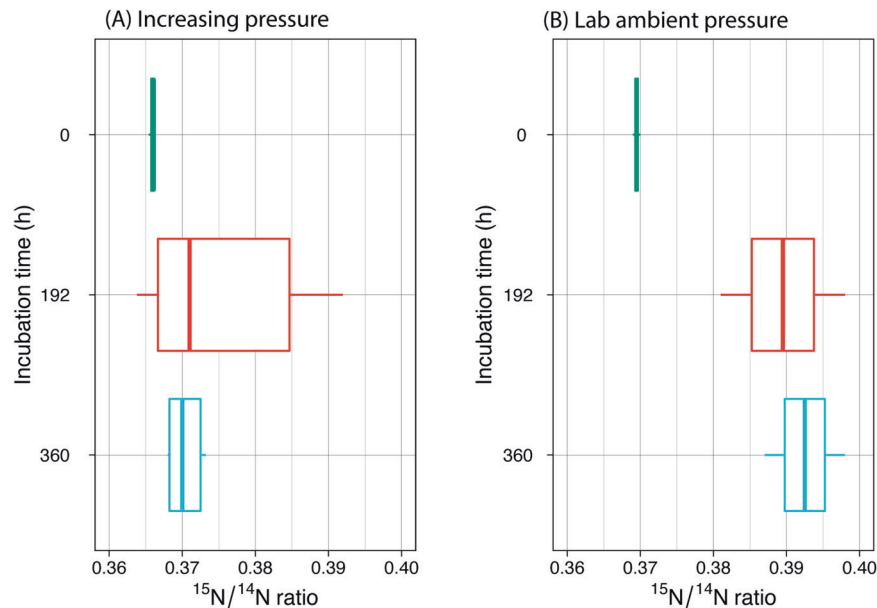 (A) Increasing pressure
Incubation time (h)
0
192
360
0.36 0.37 0.38 0.39 0.40
¹⁵N/¹⁴N ratio
(B) Lab ambient pressure
Incubation time (h)
0
192
360
0.36 0.37 0.38 0.39 0.40
¹⁵N/¹⁴N ratio